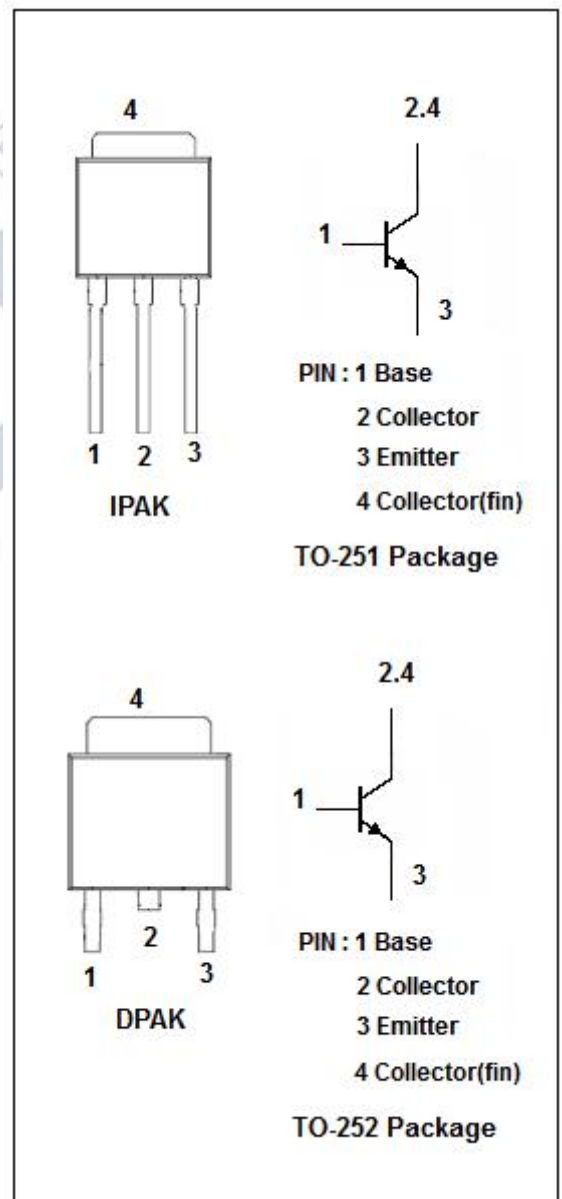 4
2.4
1
3
PIN : 1 Base
2 Collector
3 Emitter
4 Collector(fin)
1 2 3
IPAK
TO-251 Package
4
2.4
1
3
PIN : 1 Base
2 Collector
3 Emitter
4 Collector(fin)
1 2 3
DPAK
TO-252 Package